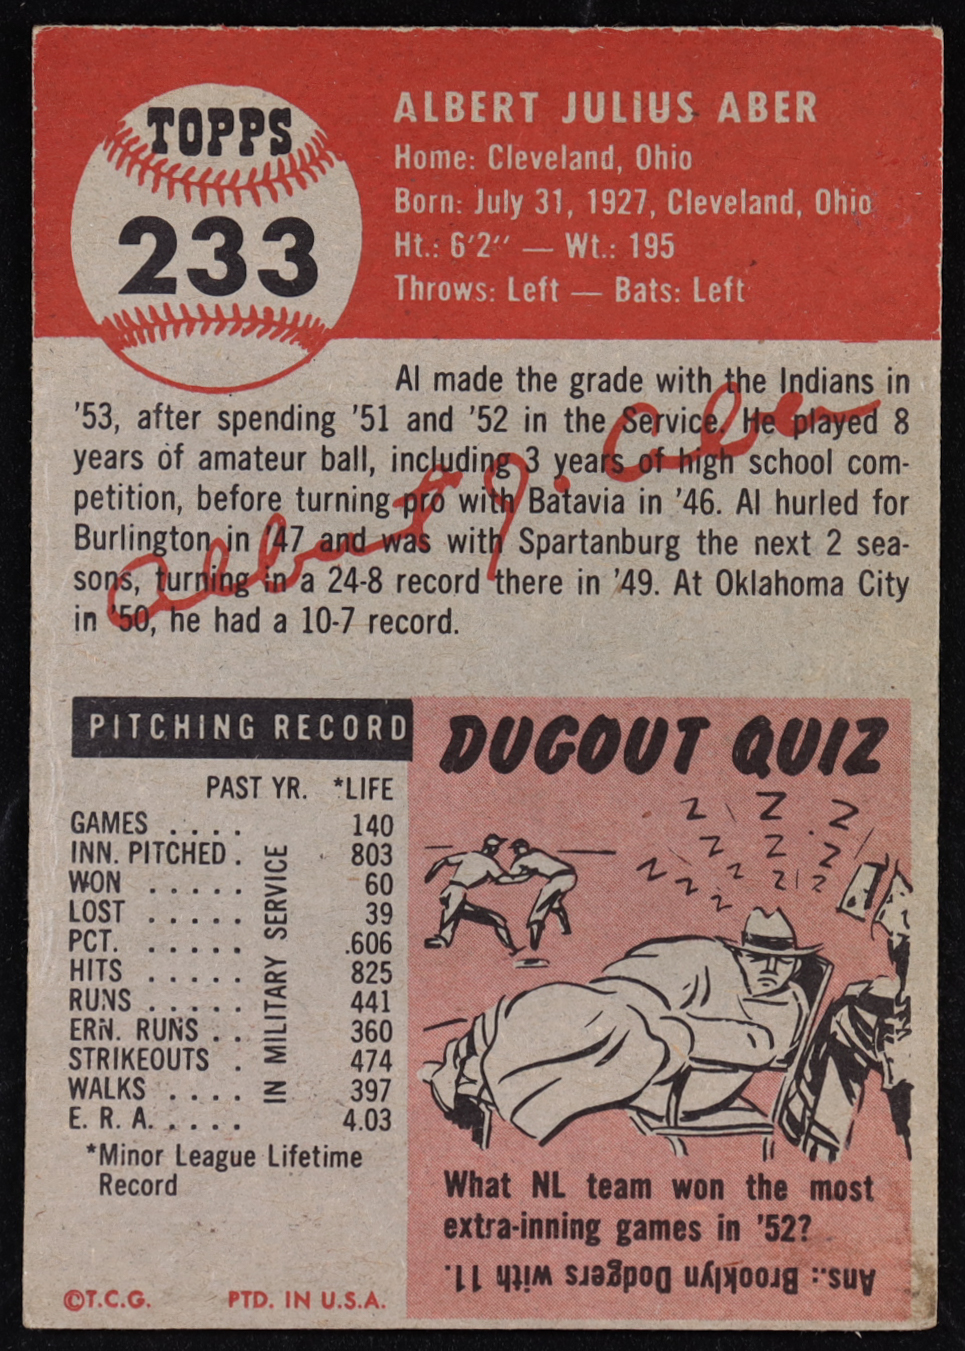 TOPPS
233
ALBERT JULIUS ABER
Home: Cleveland, Ohio
Born: July 31, 1927, Cleveland, Ohio
Ht.: 6'2'' — Wt.: 195
Throws: Left — Bats: Left
Al made the grade with the Indians in
'53, after spending '51 and '52 in the Service. He played 8
years of amateur ball, including 3 years of high school com-
petition, before turning pro with Batavia in '46. Al hurled for
Burlington in '47 and was with Spartanburg the next 2 sea-
sons, turning in a 24-8 record there in '49. At Oklahoma City
in '50, he had a 10-7 record.
Albert J. Aber
PITCHING RECORD
PAST YR. *LIFE
GAMES . . . . 140
INN. PITCHED . 803
WON . . . . . 60
LOST . . . . . 39
PCT. . . . . . .606
HITS . . . . . 825
RUNS . . . . . 441
ERN. RUNS . . 360
STRIKEOUTS . 474
WALKS . . . . 397
E. R. A. . . . . 4.03
IN MILITARY SERVICE
*Minor League Lifetime
Record
©T.C.G. PTD. IN U.S.A.
DUGOUT QUIZ
Z Z Z
Z Z Z Z
Z Z Z Z
Z
What NL team won the most
extra-inning games in '52?
Ans.: Brooklyn Dodgers with 11.